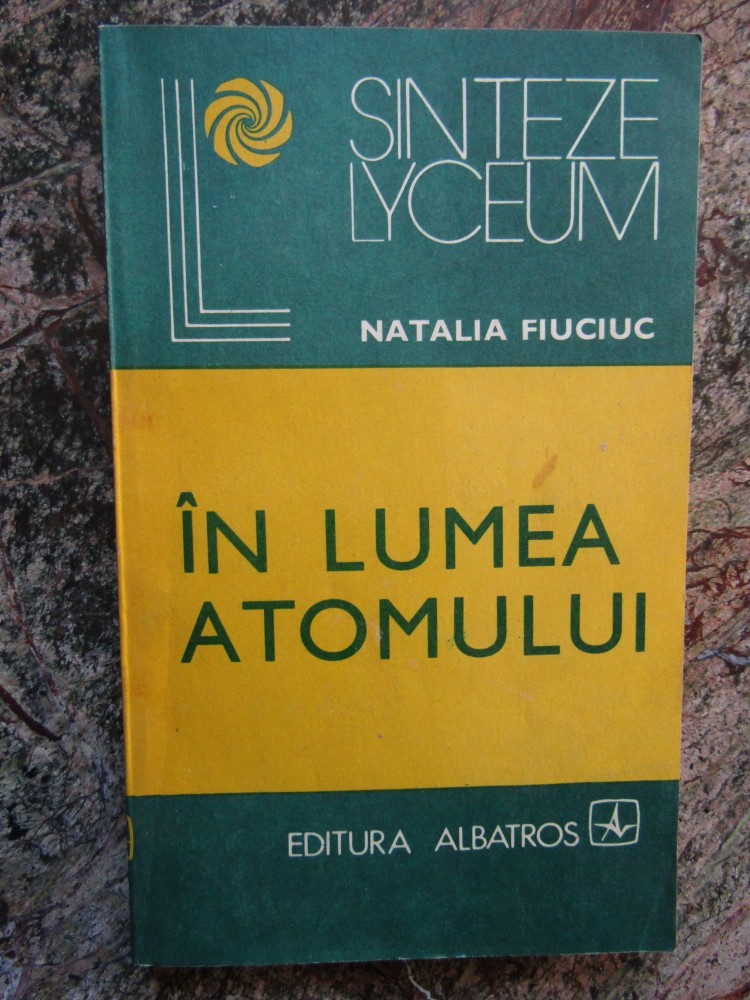 SINTEZE
LYCEUM
NATALIA FIUCIUC
ÎN LUMEA
ATOMULUI
EDITURA ALBATROS